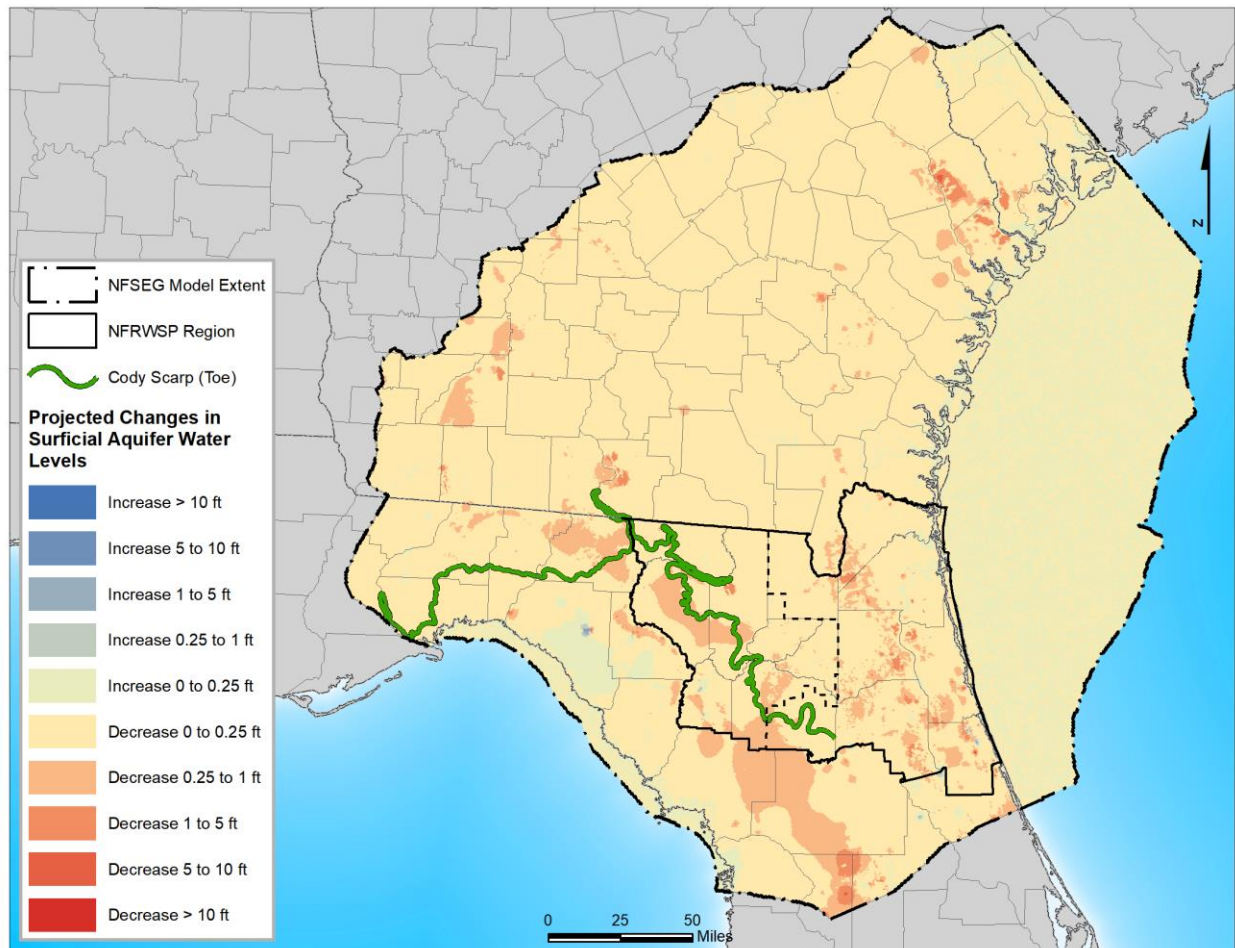 NFSEG Model Extent
NFRWSP Region
Cody Scarp (Toe)
Projected Changes in
Surficial Aquifer Water
Levels
Increase > 10 ft
Increase 5 to 10 ft
Increase 1 to 5 ft
Increase 0.25 to 1 ft
Increase 0 to 0.25 ft
Decrease 0 to 0.25 ft
Decrease 0.25 to 1 ft
Decrease 1 to 5 ft
Decrease 5 to 10 ft
Decrease > 10 ft
N
0 25 50
Miles